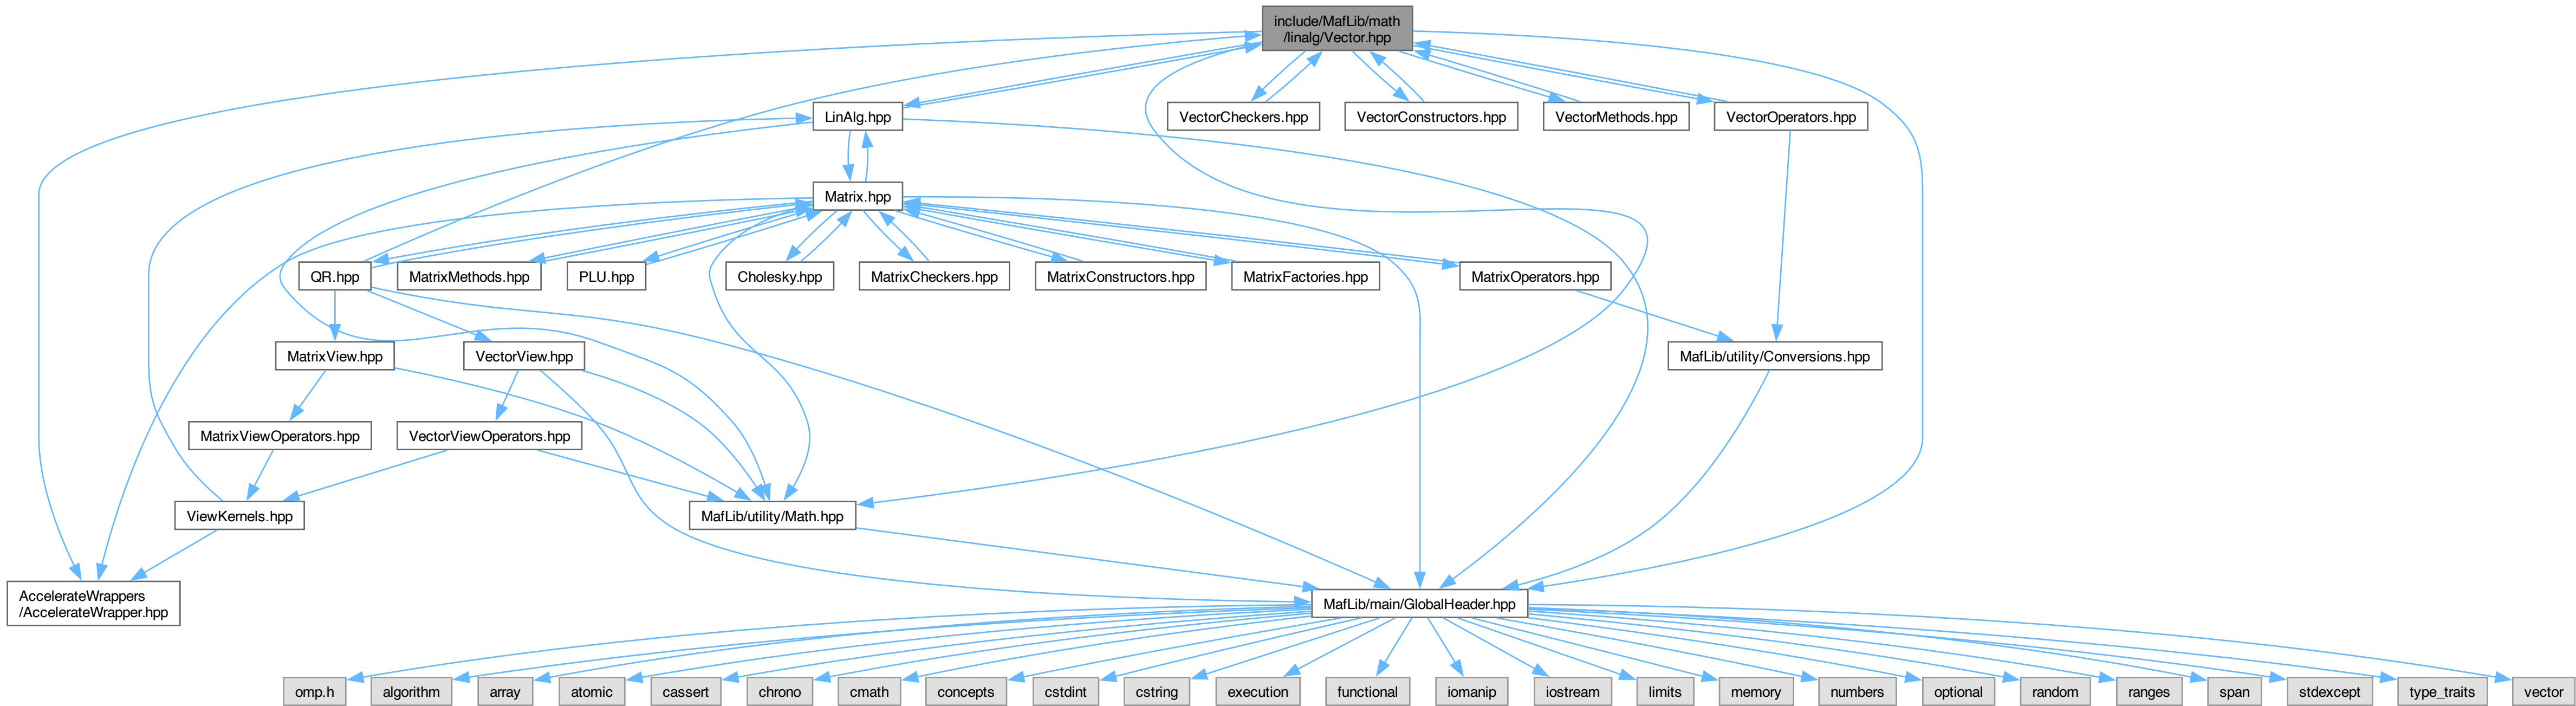 include/MafLib/math
/linalg/Vector.hpp
LinAlg.hpp
VectorCheckers.hpp
VectorConstructors.hpp
VectorMethods.hpp
VectorOperators.hpp
Matrix.hpp
QR.hpp
MatrixMethods.hpp
PLU.hpp
Cholesky.hpp
MatrixCheckers.hpp
MatrixConstructors.hpp
MatrixFactories.hpp
MatrixOperators.hpp
MatrixView.hpp
VectorView.hpp
MafLib/utility/Conversions.hpp
MatrixViewOperators.hpp
VectorViewOperators.hpp
ViewKernels.hpp
MafLib/utility/Math.hpp
AccelerateWrappers
/AccelerateWrapper.hpp
MafLib/main/GlobalHeader.hpp
omp.h
algorithm
array
atomic
cassert
chrono
cmath
concepts
cstdint
cstring
execution
functional
iomanip
iostream
limits
memory
numbers
optional
random
ranges
span
stdexcept
type_traits
vector